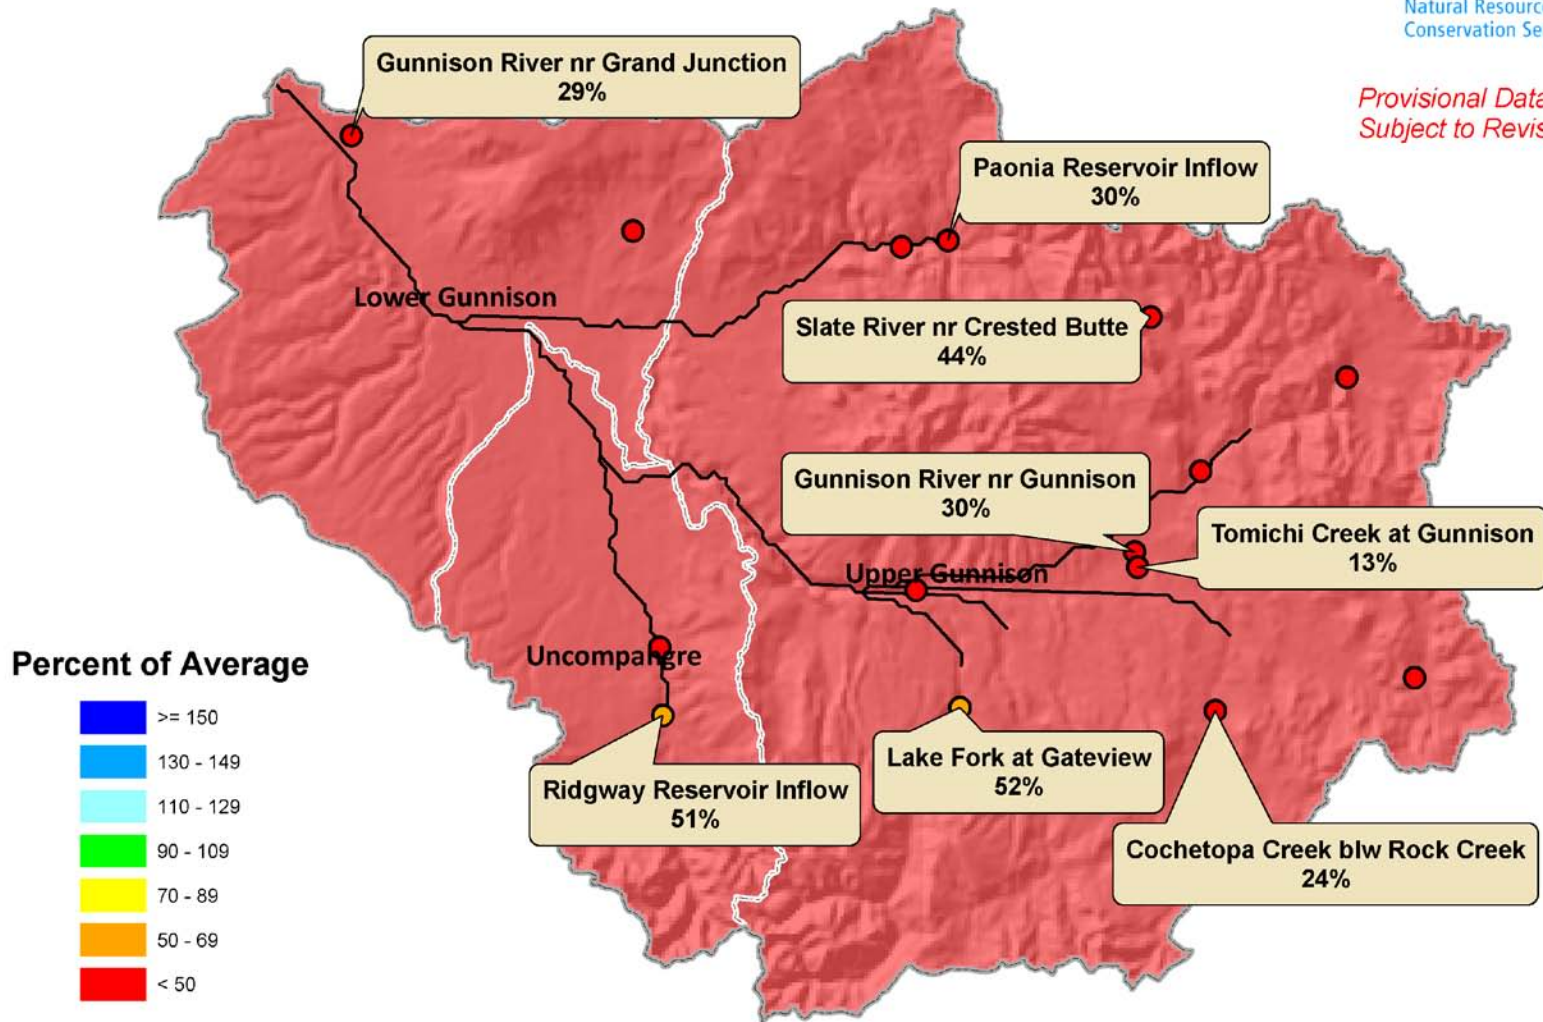 Natural Resourc
Conservation Se
Provisional Data
Subject to Revis
Gunnison River nr Grand Junction
29%
Paonia Reservoir Inflow
30%
Lower Gunnison
Slate River nr Crested Butte
44%
Gunnison River nr Gunnison
30%
Tomichi Creek at Gunnison
13%
Upper Gunnison
Uncompahgre
Ridgway Reservoir Inflow
51%
Lake Fork at Gateview
52%
Cochetopa Creek blw Rock Creek
24%
Percent of Average
>= 150
130 - 149
110 - 129
90 - 109
70 - 89
50 - 69
< 50